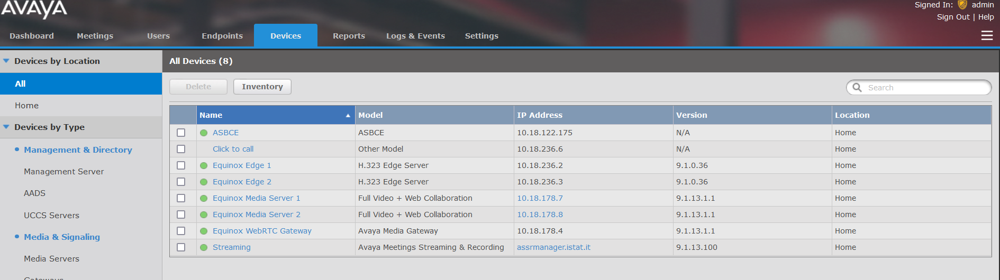 AVAYA
Signed In: admin
Sign Out | Help
Dashboard Meetings Users Endpoints Devices Reports Logs & Events Settings
Devices by Location
All
Home
Devices by Type
Management & Directory
Management Server
AADS
UCCS Servers
Media & Signaling
Media Servers
Gateways
All Devices (8)
Delete Inventory Search
Name Model IP Address Version Location
ASBCE ASBCE 10.18.122.175 N/A Home
Click to call Other Model 10.18.236.6 N/A Home
Equinox Edge 1 H.323 Edge Server 10.18.236.2 9.1.0.36 Home
Equinox Edge 2 H.323 Edge Server 10.18.236.3 9.1.0.36 Home
Equinox Media Server 1 Full Video + Web Collaboration 10.18.178.7 9.1.13.1.1 Home
Equinox Media Server 2 Full Video + Web Collaboration 10.18.178.8 9.1.13.1.1 Home
Equinox WebRTC Gateway Avaya Media Gateway 10.18.178.4 9.1.13.1.1 Home
Streaming Avaya Meetings Streaming & Recording assrmanager.istat.it 9.1.13.100 Home